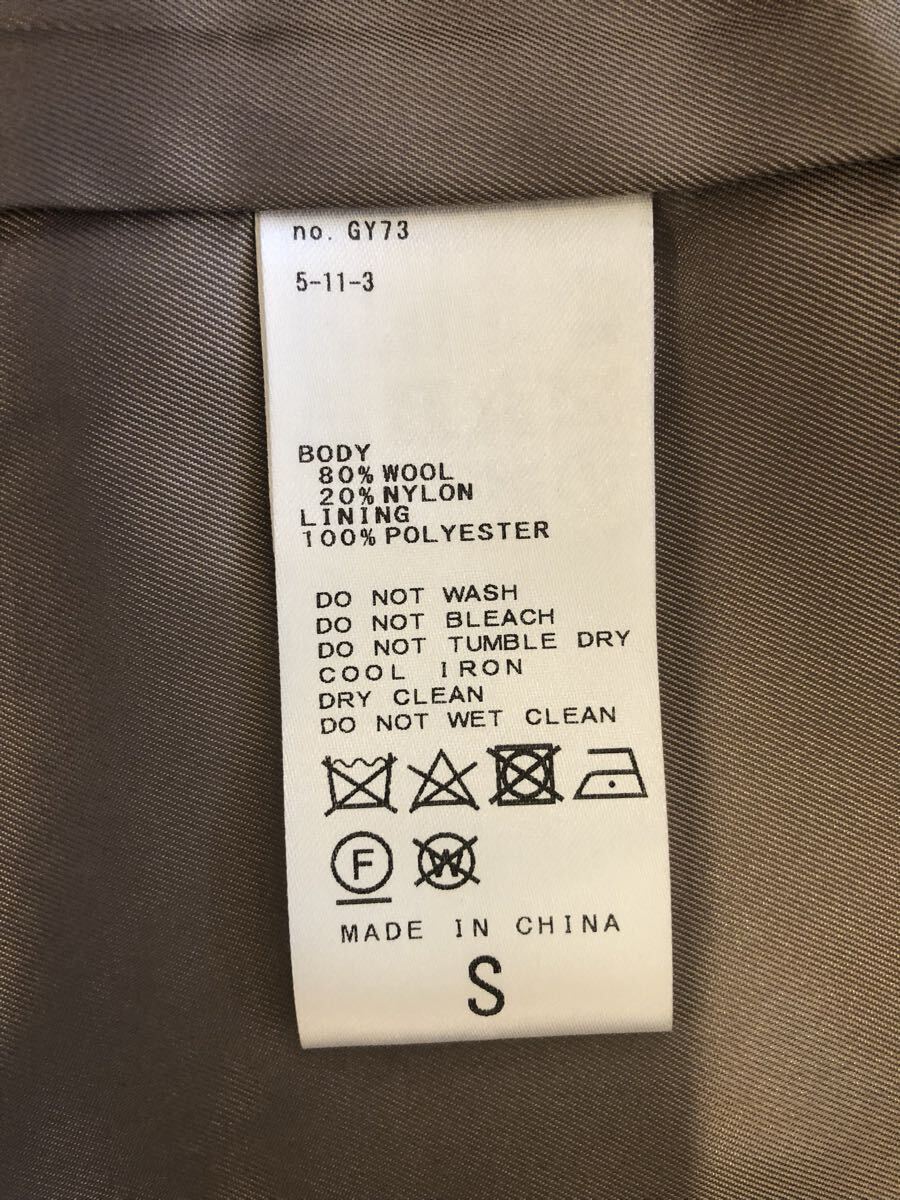 no. GY73
5-11-3
BODY
80% WOOL
20% NYLON
LINING
100% POLYESTER
DO NOT WASH
DO NOT BLEACH
DO NOT TUMBLE DRY
COOL IRON
DRY CLEAN
DO NOT WET CLEAN
F W
MADE IN CHINA
S